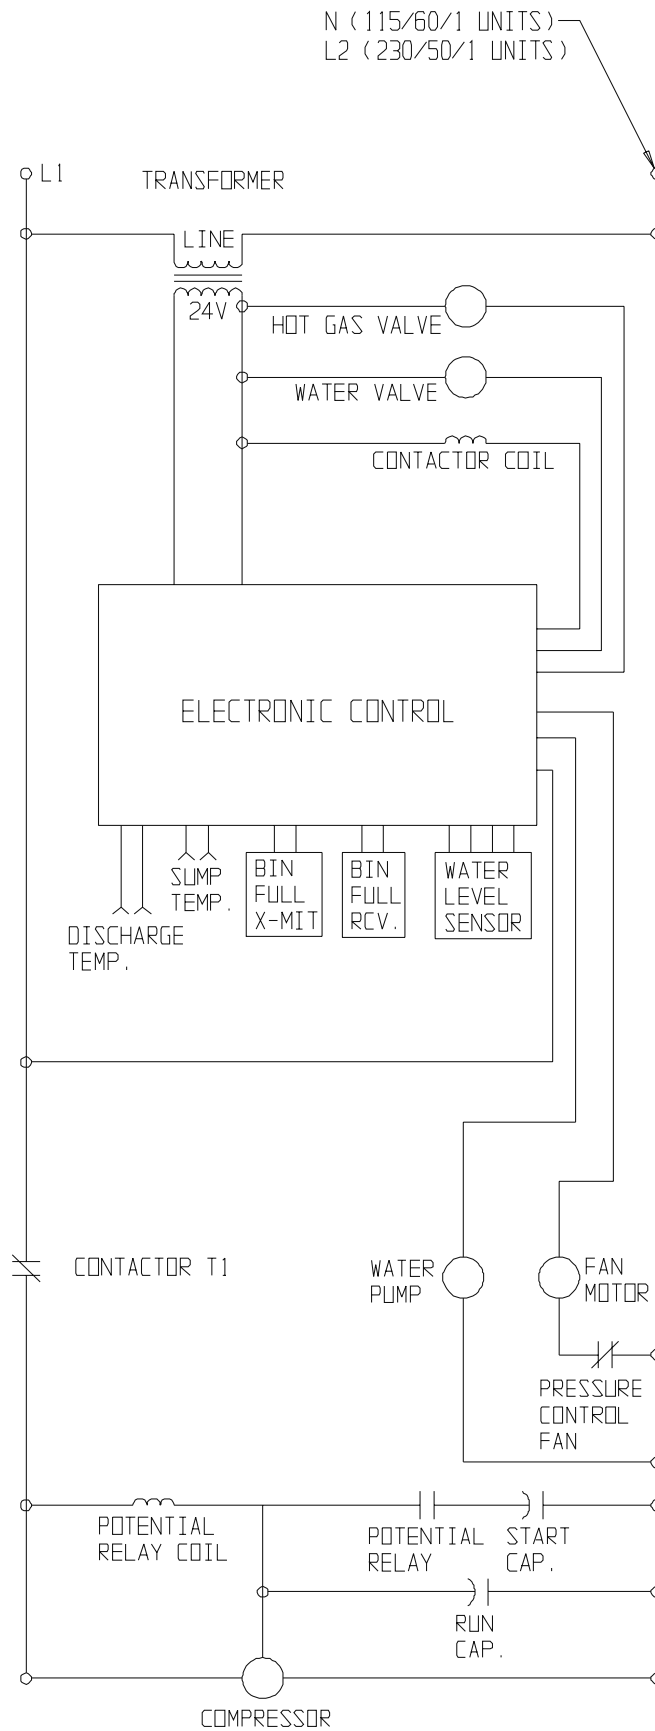 N (115/60/1 UNITS)
L2 (230/50/1 UNITS)
L1
TRANSFORMER
LINE
24V
HOT GAS VALVE
WATER VALVE
CONTACTOR COIL
ELECTRONIC CONTROL
DISCHARGE
TEMP.
SUMP
TEMP.
BIN
FULL
X-MIT
BIN
FULL
RCV.
WATER
LEVEL
SENSOR
CONTACTOR T1
WATER
PUMP
FAN
MOTOR
PRESSURE
CONTROL
FAN
POTENTIAL
RELAY COIL
POTENTIAL
RELAY
START
CAP.
RUN
CAP.
COMPRESSOR